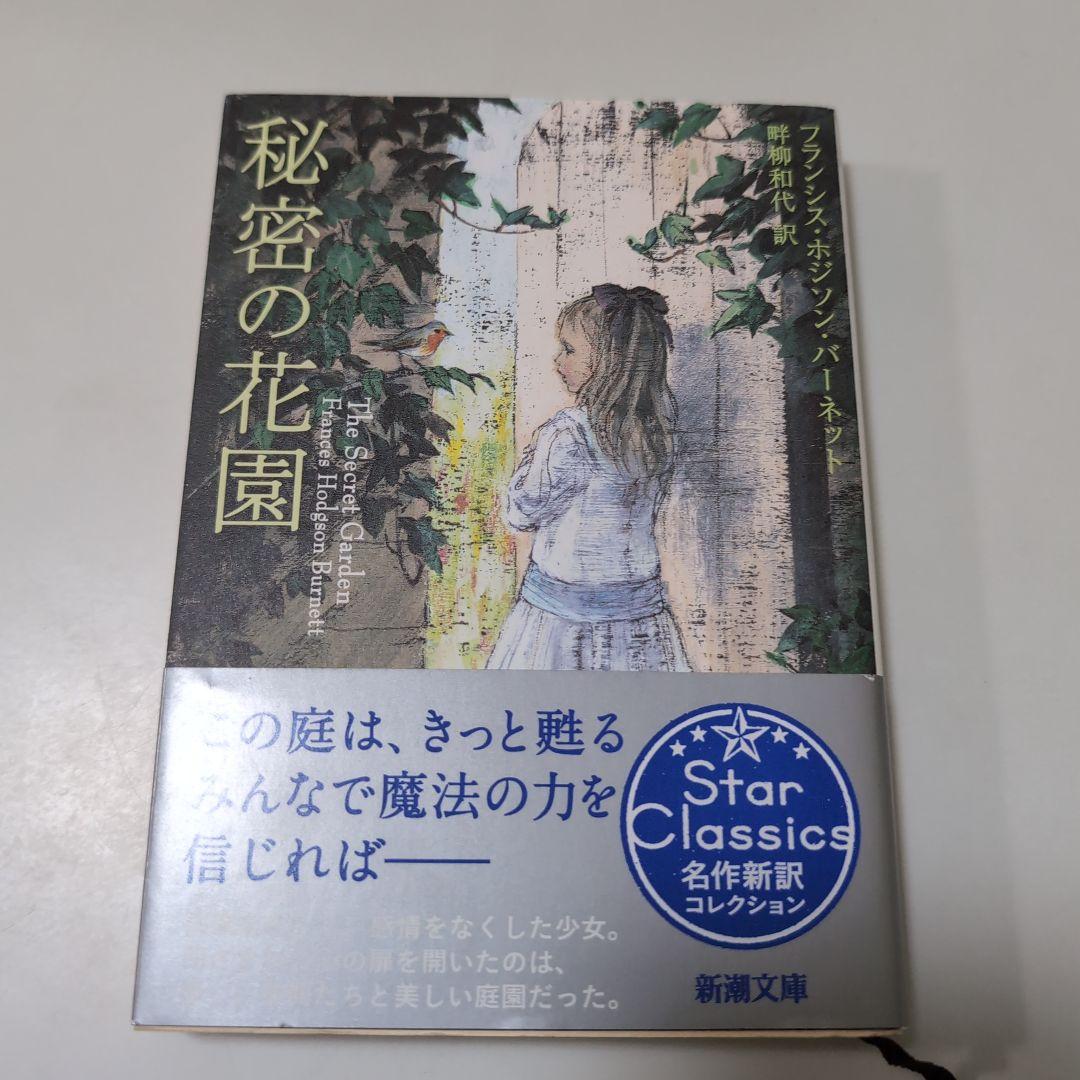 秘密の花園
The Secret Garden
Frances Hodgson Burnett
フランシス・ホジソン・バーネット
畔柳和代 訳
この庭は、きっと甦る
みんなで魔法の力を
信じれば——
Star
Classics
名作新訳
コレクション
感情をなくした少女。
の扉を開いたのは、
たちと美しい庭園だった。
新潮文庫